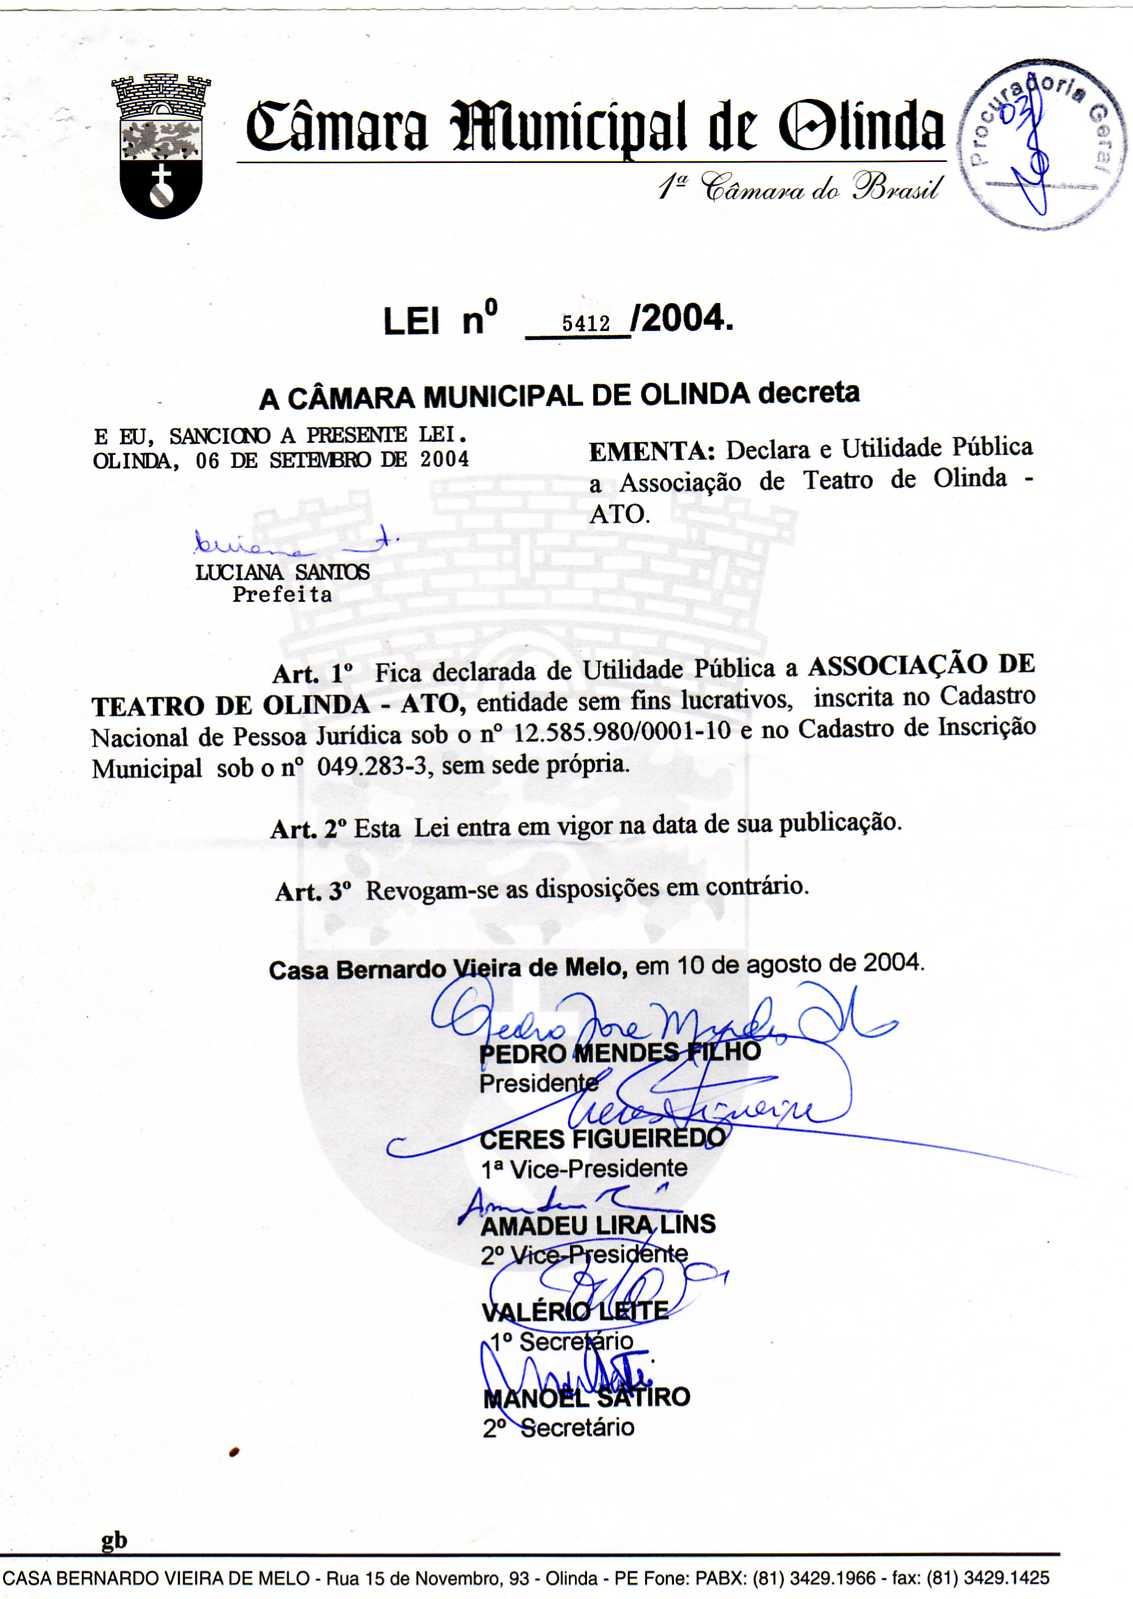 Câmara Municipal de Olinda
1ª Câmara do Brasil
Procuradoria Geral
03
LEI nº 5412 /2004.
A CÂMARA MUNICIPAL DE OLINDA decreta
E EU, SANCIONO A PRESENTE LEI.
OLINDA, 06 DE SETEMBRO DE 2004
EMENTA: Declara e Utilidade Pública
a Associação de Teatro de Olinda -
ATO.
LUCIANA SANTOS
Prefeita
Art. 1º Fica declarada de Utilidade Pública a ASSOCIAÇÃO DE
TEATRO DE OLINDA - ATO, entidade sem fins lucrativos, inscrita no Cadastro
Nacional de Pessoa Jurídica sob o nº 12.585.980/0001-10 e no Cadastro de Inscrição
Municipal sob o nº 049.283-3, sem sede própria.
Art. 2º Esta Lei entra em vigor na data de sua publicação.
Art. 3º Revogam-se as disposições em contrário.
Casa Bernardo Vieira de Melo, em 10 de agosto de 2004.
Pedro Jose Mendes
PEDRO MENDES FILHO
Presidente
Ceres Figueiredo
CERES FIGUEIREDO
1ª Vice-Presidente
AMADEU LIRA LINS
2º Vice-Presidente
VALÉRIO LEITE
1º Secretário
MANOEL SATIRO
2º Secretário
gb
CASA BERNARDO VIEIRA DE MELO - Rua 15 de Novembro, 93 - Olinda - PE Fone: PABX: (81) 3429.1966 - fax: (81) 3429.1425